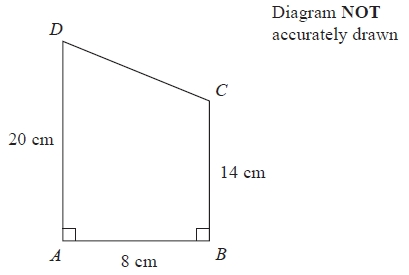 Diagram NOT
accurately drawn
D
C
20 cm
14 cm
A
8 cm
B